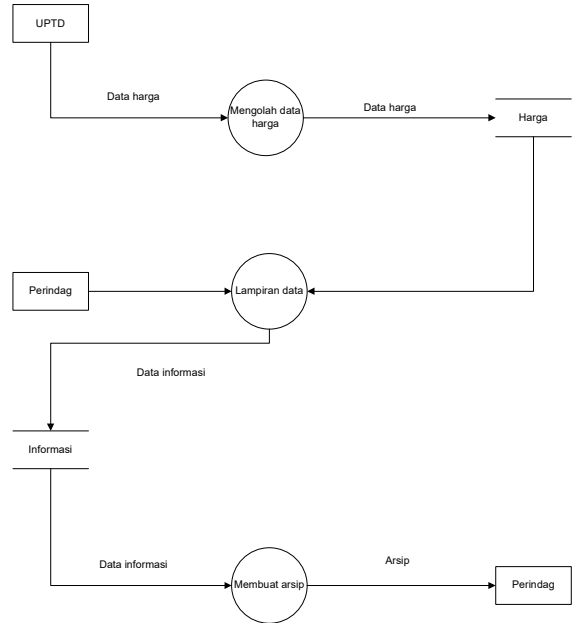 UPTD
Data harga
Mengolah data
harga
Data harga
Harga
Perindag
Lampiran data
Data informasi
Informasi
Data informasi
Membuat arsip
Arsip
Perindag